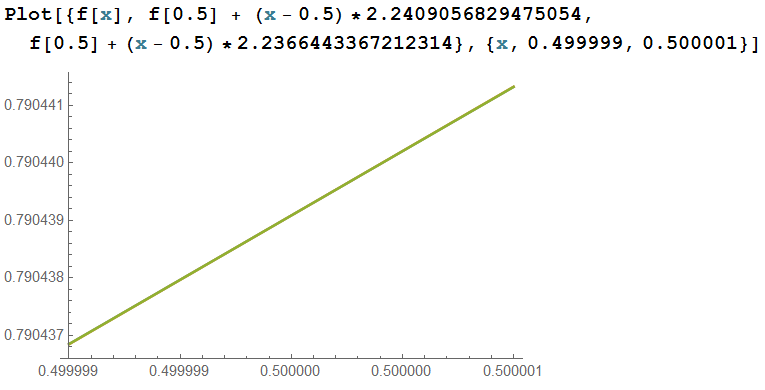 Plot[{f[x], f[0.5] + (x - 0.5) * 2.2409056829475054,
f[0.5] + (x - 0.5) * 2.2366443367212314}, {x, 0.499999, 0.500001}]
0.790441
0.790440
0.790439
0.790438
0.790437
0.499999 0.499999 0.500000 0.500000 0.500001